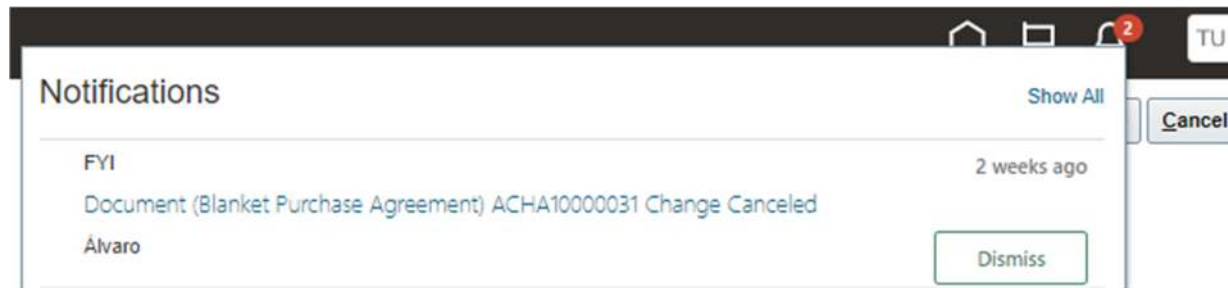 2
TU
Notifications
Show All
Cancel
FYI
2 weeks ago
Document (Blanket Purchase Agreement) ACHA10000031 Change Canceled
Álvaro
Dismiss